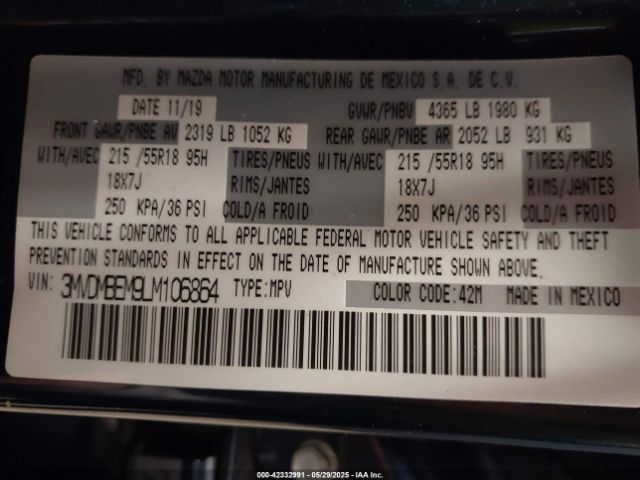 MFD. BY MAZDA MOTOR MANUFACTURING DE MEXICO S.A. DE C.V.
DATE 11/19 GVWR/PNBV 4365 LB 1980 KG
FRONT GAWR/PNBE AV 2319 LB 1052 KG REAR GAWR/PNBE AR 2052 LB 931 KG
WITH/AVEC 215 /55R18 95H TIRES/PNEUS WITH/AVEC 215 /55R18 95H TIRES/PNEUS
18X7J RIMS/JANTES 18X7J RIMS/JANTES
250 KPA/36 PSI COLD/A FROID 250 KPA/36 PSI COLD/A FROID
THIS VEHICLE CONFORMS TO ALL APPLICABLE FEDERAL MOTOR VEHICLE SAFETY AND THEFT
PREVENTION STANDARDS IN EFFECT ON THE DATE OF MANUFACTURE SHOWN ABOVE.
VIN: 3MVDMBEM9LM106864 TYPE: MPV COLOR CODE: 42M MADE IN MEXICO
000-42332991 - 05/29/2025 - IAA Inc.